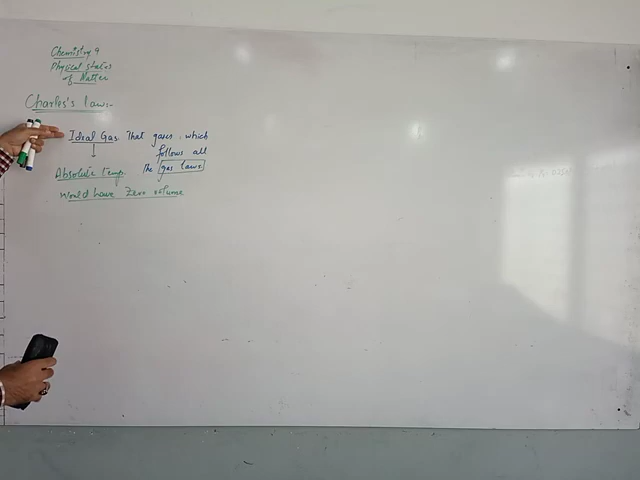 Chemistry 9
Physical states
of Matter
Charles's law:-
Ideal Gas. That gases, which
follows all
the gas laws.
Absolute temp.
would have Zero volume